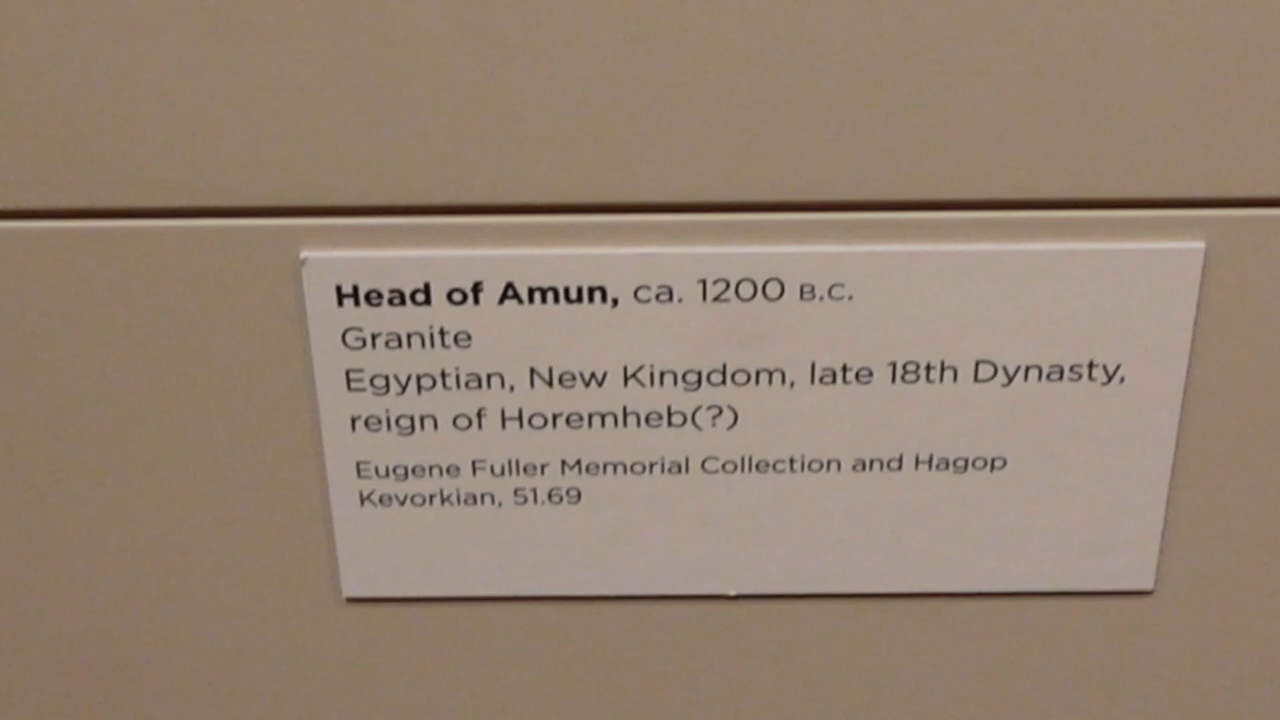 Head of Amun, ca. 1200 B.C.
Granite
Egyptian, New Kingdom, late 18th Dynasty,
reign of Horemheb(?)
Eugene Fuller Memorial Collection and Hagop
Kevorkian, 51.69